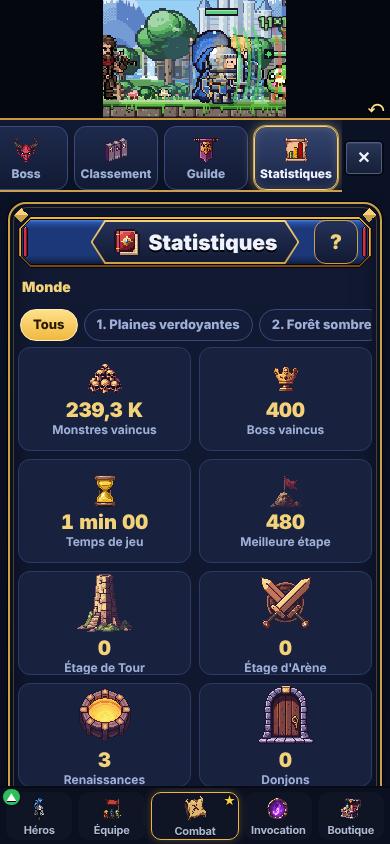 Boss
Classement
Guilde
Statistiques
×
Statistiques
?
Monde
Tous
1. Plaines verdoyantes
2. Forêt sombre
239,3 K
Monstres vaincus
400
Boss vaincus
1 min 00
Temps de jeu
480
Meilleure étape
0
Étage de Tour
0
Étage d'Arène
3
Renaissances
0
Donjons
Héros
Équipe
Combat
Invocation
Boutique